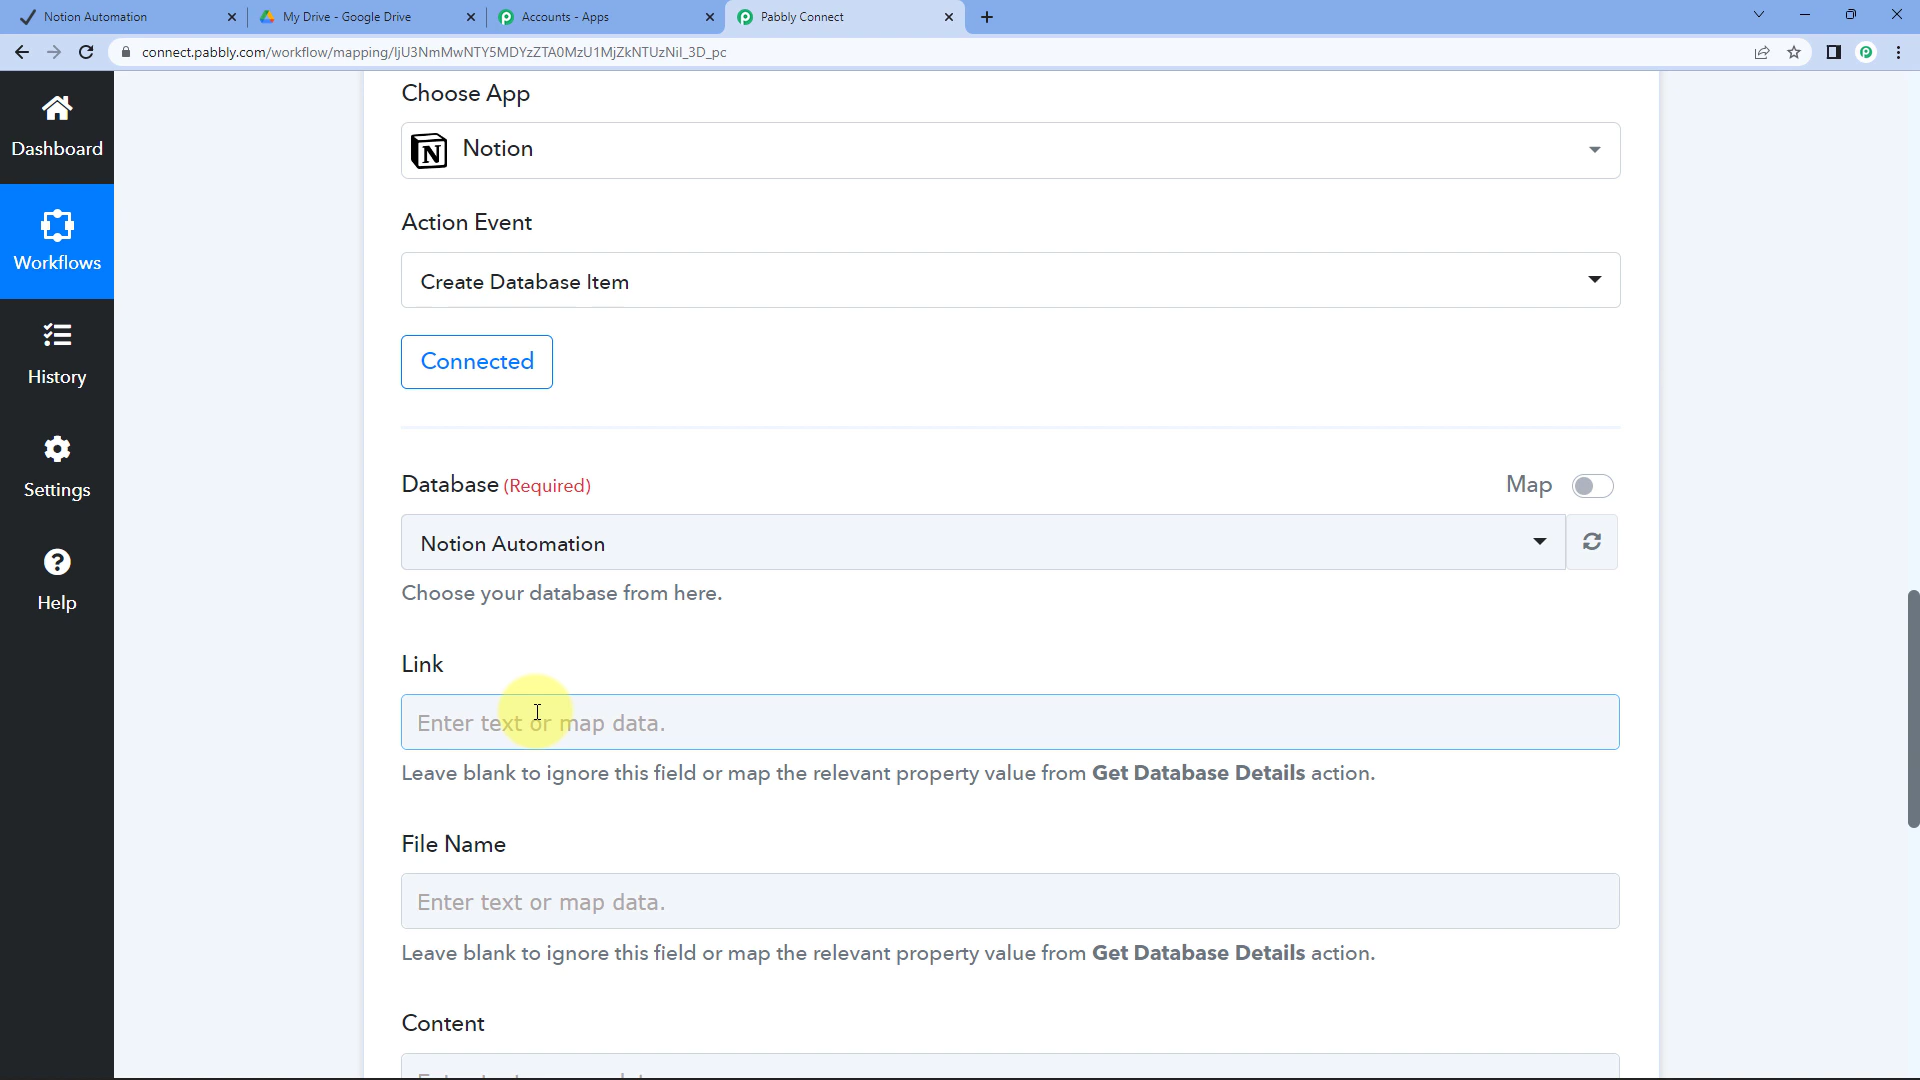 Notion Automation
My Drive - Google Drive
Accounts - Apps
Pabbly Connect
connect.pabbly.com/workflow/mapping/IjU3NmMwNTY5MDYzZTA0MzU1MjZkNTUzNiI_3D_pc
Dashboard
Workflows
History
Settings
Help
Choose App
Notion
Action Event
Create Database Item
Connected
Database (Required)
Map
Notion Automation
Choose your database from here.
Link
Enter text or map data.
Leave blank to ignore this field or map the relevant property value from Get Database Details action.
File Name
Enter text or map data.
Leave blank to ignore this field or map the relevant property value from Get Database Details action.
Content